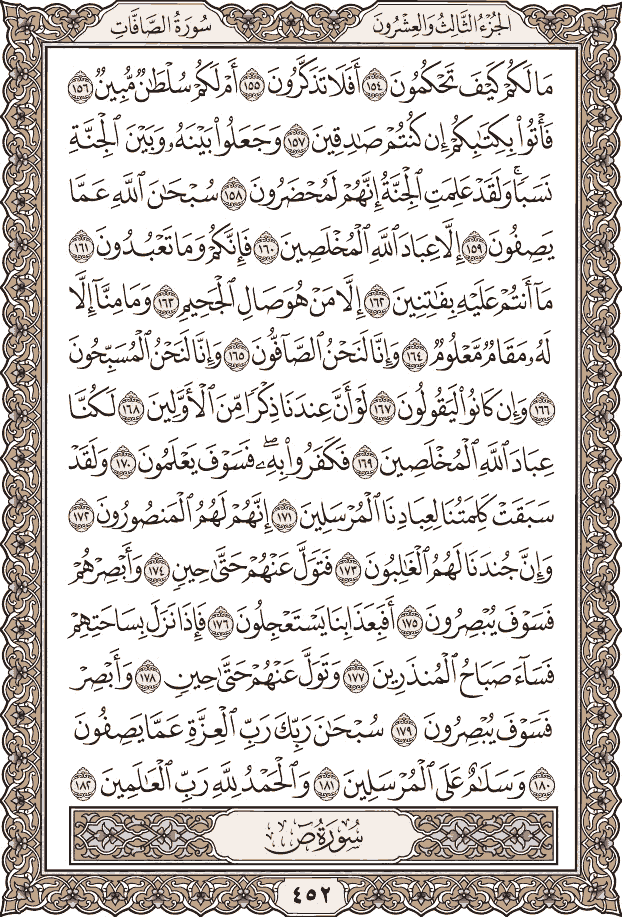 الجُزْءُ الثَّالِثُ وَالعِشْرُونَ سُورَةُ الصَّافَّاتِ
مَا لَكُمْ كَيْفَ تَحْكُمُونَ ١٥٤ أَفَلَا تَذَكَّرُونَ ١٥٥ أَمْ لَكُمْ سُلْطَٰنٌ مُّبِينٌ ١٥٦
فَأْتُوا۟ بِكِتَٰبِكُمْ إِن كُنتُمْ صَٰدِقِينَ ١٥٧ وَجَعَلُوا۟ بَيْنَهُۥ وَبَيْنَ ٱلْجِنَّةِ
نَسَبًا ۚ وَلَقَدْ عَلِمَتِ ٱلْجِنَّةُ إِنَّهُمْ لَمُحْضَرُونَ ١٥٨ سُبْحَٰنَ ٱللَّهِ عَمَّا
يَصِفُونَ ١٥٩ إِلَّا عِبَادَ ٱللَّهِ ٱلْمُخْلَصِينَ ١٦٠ فَإِنَّكُمْ وَمَا تَعْبُدُونَ ١٦١
مَآ أَنتُمْ عَلَيْهِ بِفَٰتِنِينَ ١٦٢ إِلَّا مَنْ هُوَ صَالِ ٱلْجَحِيمِ ١٦٣ وَمَا مِنَّآ إِلَّا
لَهُۥ مَقَامٌ مَّعْلُومٌ ١٦٤ وَإِنَّا لَنَحْنُ ٱلصَّآفُّونَ ١٦٥ وَإِنَّا لَنَحْنُ ٱلْمُسَبِّحُونَ
١٦٦ وَإِن كَانُوا۟ لَيَقُولُونَ ١٦٧ لَوْ أَنَّ عِندَنَا ذِكْرًا مِّنَ ٱلْأَوَّلِينَ ١٦٨ لَكُنَّا
عِبَادَ ٱللَّهِ ٱلْمُخْلَصِينَ ١٦٩ فَكَفَرُوا۟ بِهِۦ ۖ فَسَوْفَ يَعْلَمُونَ ١٧٠ وَلَقَدْ
سَبَقَتْ كَلِمَتُنَا لِعِبَادِنَا ٱلْمُرْسَلِينَ ١٧١ إِنَّهُمْ لَهُمُ ٱلْمَنصُورُونَ ١٧٢
وَإِنَّ جُندَنَا لَهُمُ ٱلْغَٰلِبُونَ ١٧٣ فَتَوَلَّ عَنْهُمْ حَتَّىٰ حِينٍ ١٧٤ وَأَبْصِرْهُمْ
فَسَوْفَ يُبْصِرُونَ ١٧٥ أَفَبِعَذَابِنَا يَسْتَعْجِلُونَ ١٧٦ فَإِذَا نَزَلَ بِسَاحَتِهِمْ
فَسَآءَ صَبَاحُ ٱلْمُنذَرِينَ ١٧٧ وَتَوَلَّ عَنْهُمْ حَتَّىٰ حِينٍ ١٧٨ وَأَبْصِرْ
فَسَوْفَ يُبْصِرُونَ ١٧٩ سُبْحَٰنَ رَبِّكَ رَبِّ ٱلْعِزَّةِ عَمَّا يَصِفُونَ
١٨٠ وَسَلَٰمٌ عَلَى ٱلْمُرْسَلِينَ ١٨١ وَٱلْحَمْدُ لِلَّهِ رَبِّ ٱلْعَٰلَمِينَ ١٨٢
سُورَةُ صٓ
٤٥٢